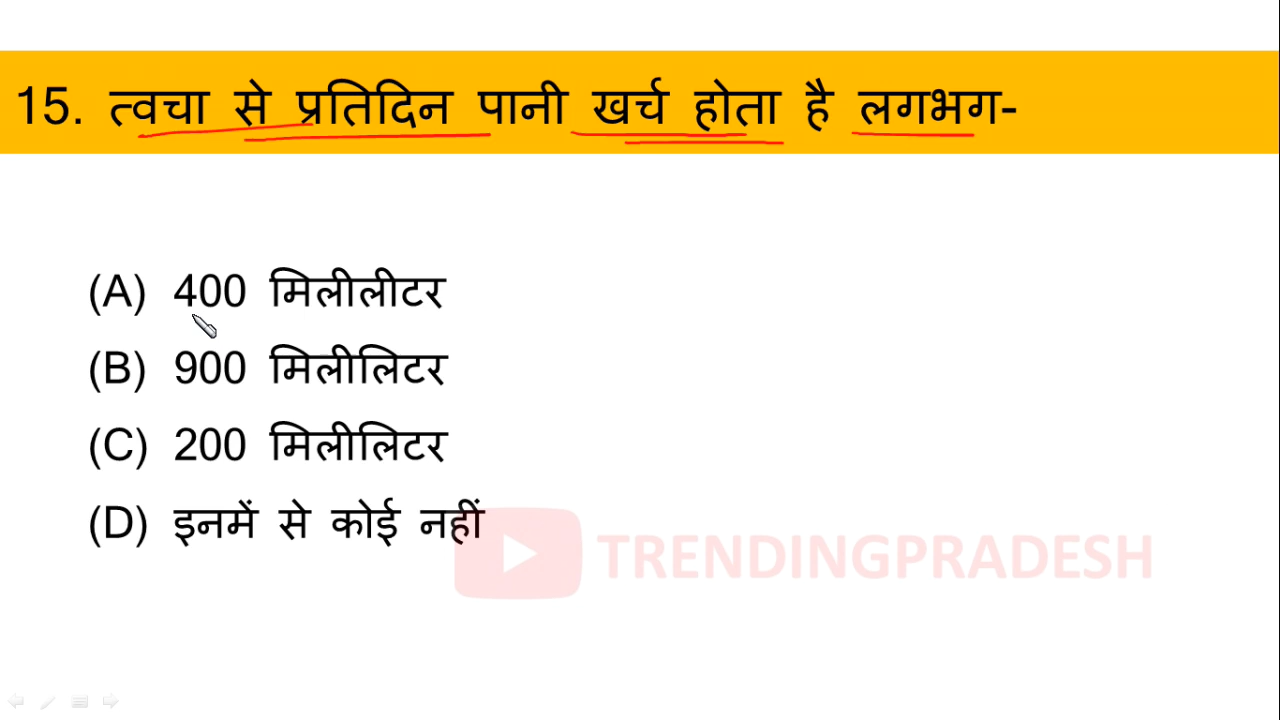 15. त्वचा से प्रतिदिन पानी खर्च होता है लगभग-
(A) 400 मिलीलीटर
(B) 900 मिलीलिटर
(C) 200 मिलीलिटर
(D) इनमें से कोई नहीं
TRENDINGPRADESH